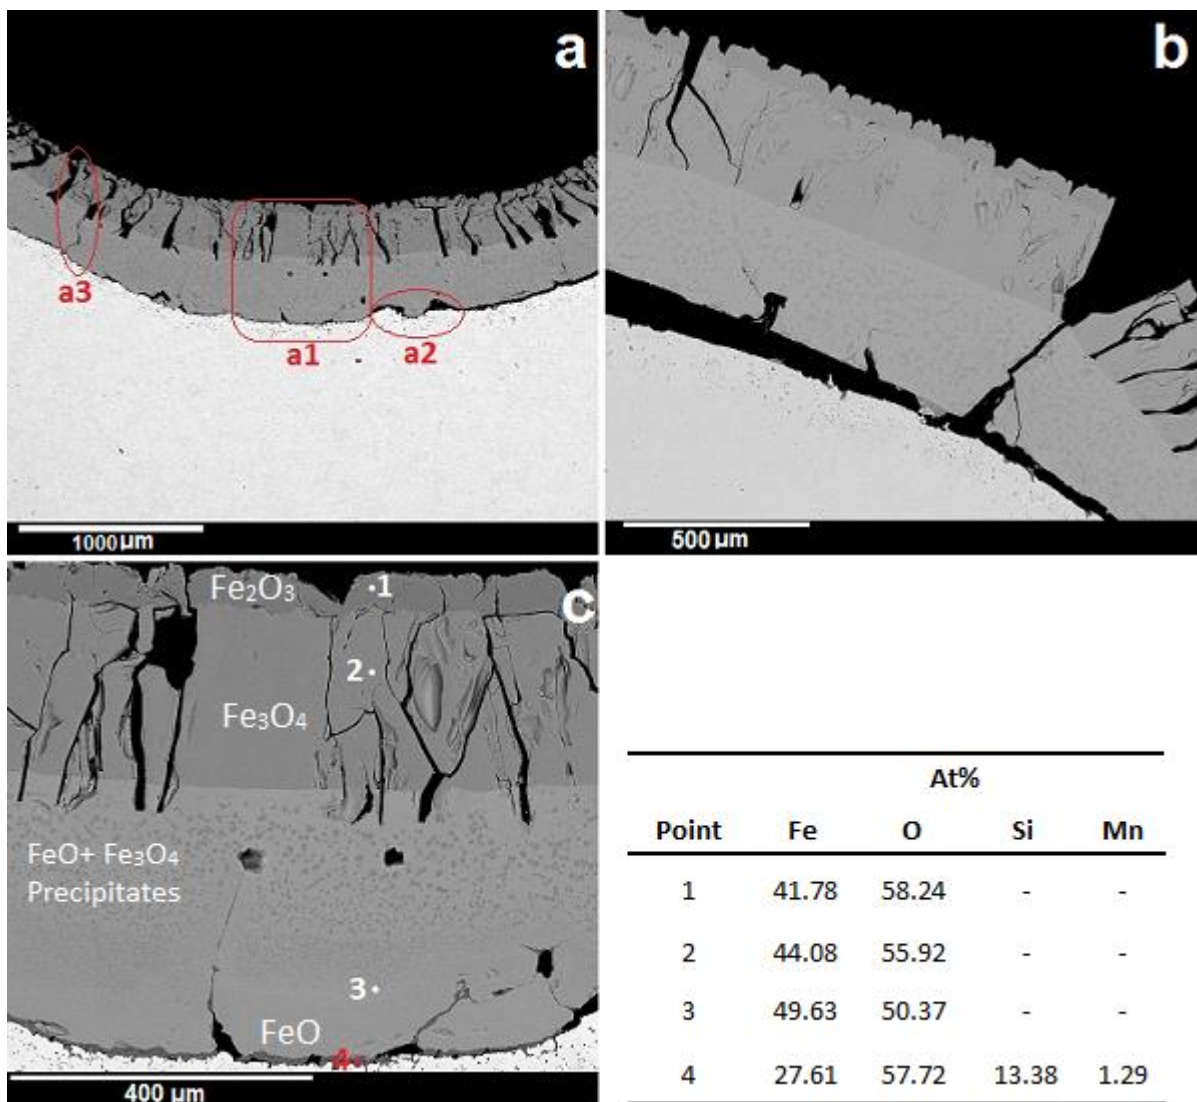 a
a3
a1
a2
1000 µm
b
500 µm
c
Fe₂O₃
1
2
Fe₃O₄
FeO+ Fe₃O₄
Precipitates
3
FeO
4
400 µm
At%
Point Fe O Si Mn
1 41.78 58.24 - -
2 44.08 55.92 - -
3 49.63 50.37 - -
4 27.61 57.72 13.38 1.29